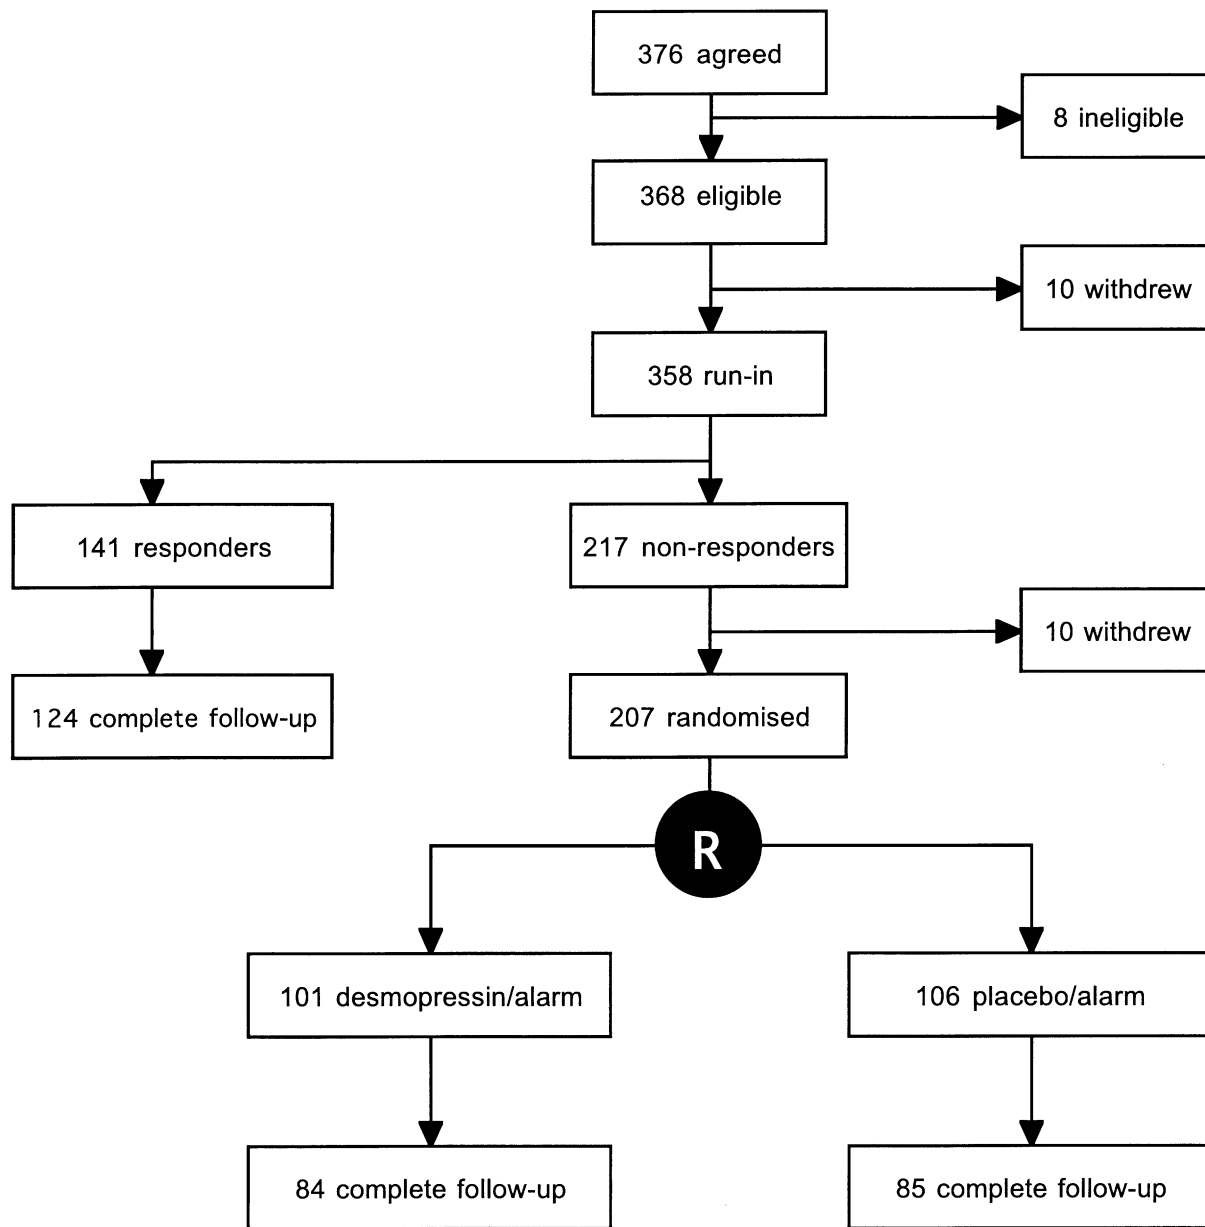 376 agreed
8 ineligible
368 eligible
10 withdrew
358 run-in
141 responders
217 non-responders
10 withdrew
124 complete follow-up
207 randomised
R
101 desmopressin/alarm
106 placebo/alarm
84 complete follow-up
85 complete follow-up